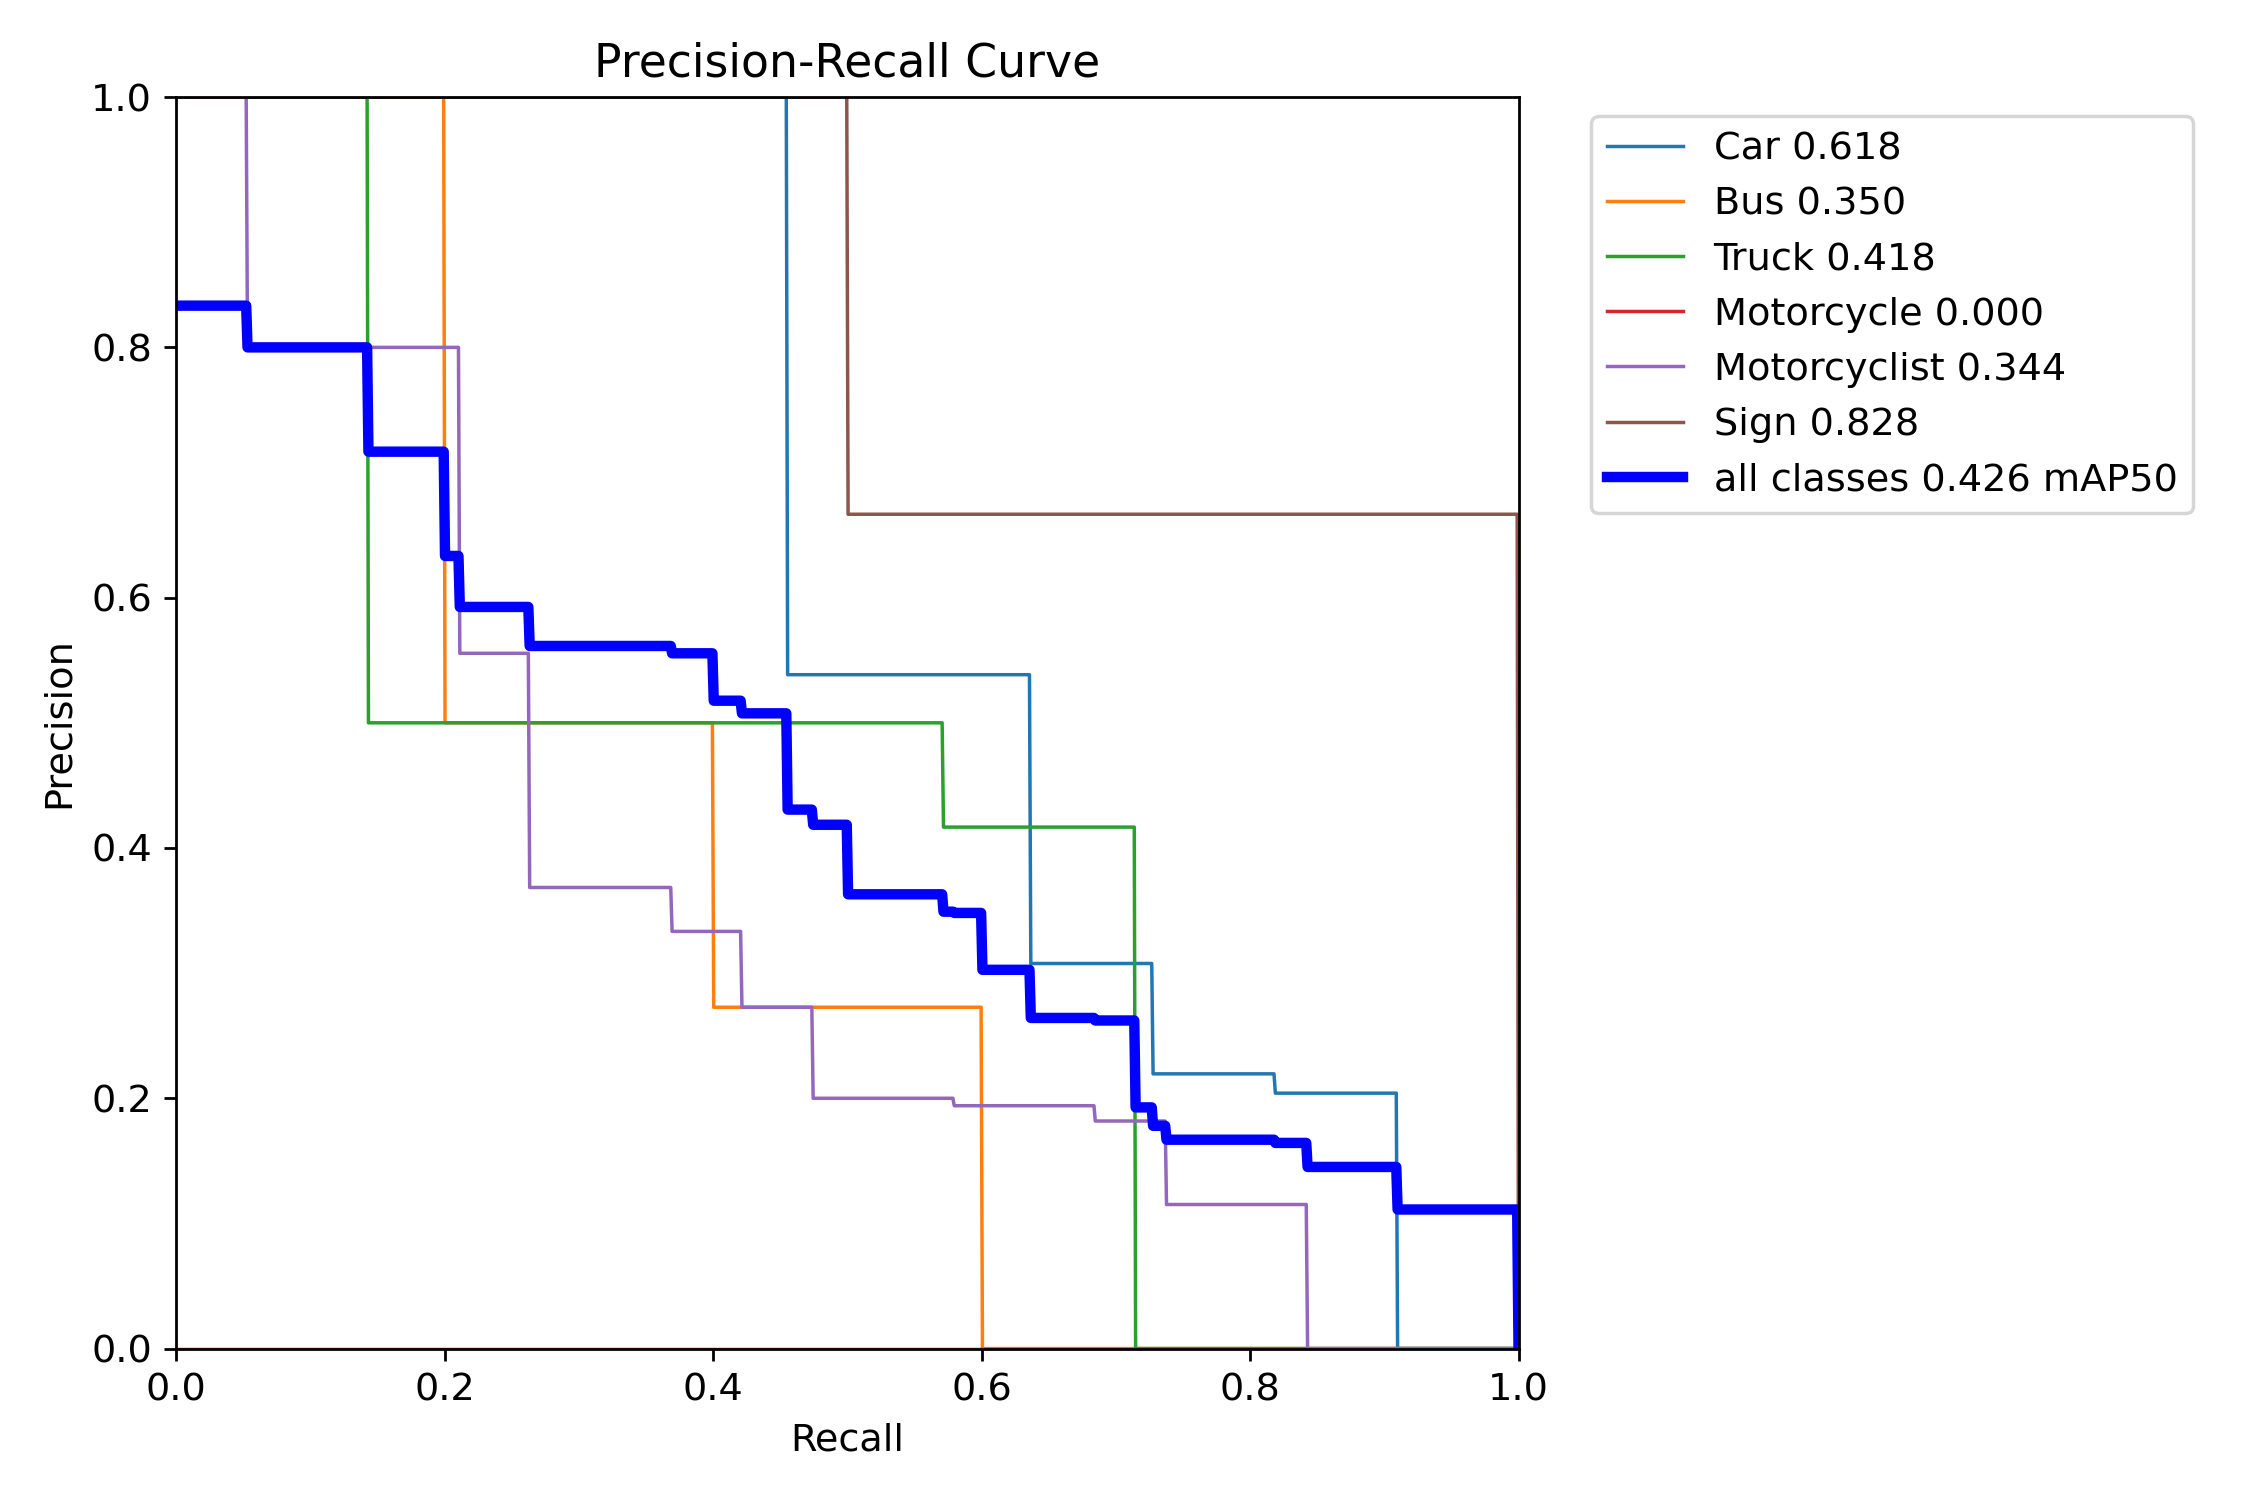 Precision-Recall Curve
1.0
0.8
0.6
0.4
0.2
0.0
Precision
0.0 0.2 0.4 0.6 0.8 1.0
Recall
Car 0.618
Bus 0.350
Truck 0.418
Motorcycle 0.000
Motorcyclist 0.344
Sign 0.828
all classes 0.426 mAP50